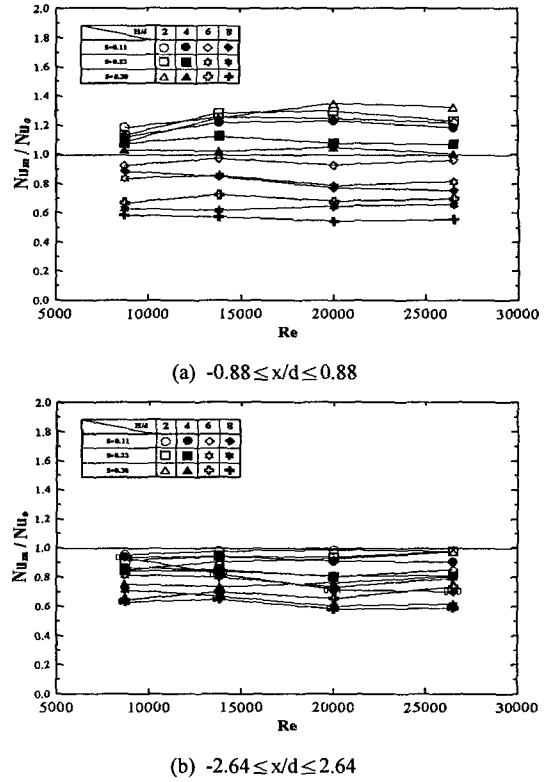 2.0
1.8
1.6
1.4
1.2
1.0
0.8
0.6
0.4
0.2
0.0
Nuₘ / Nuₒ
H/d 2 4 6 8
S=0.11
S=0.22
S=0.30
5000 10000 15000 20000 25000 30000
Re
(a) -0.88≦x/d≦0.88
2.0
1.8
1.6
1.4
1.2
1.0
0.8
0.6
0.4
0.2
0.0
Nuₘ / Nuₒ
H/d 2 4 6 8
S=0.11
S=0.22
S=0.30
5000 10000 15000 20000 25000 30000
Re
(b) -2.64≦x/d≦2.64